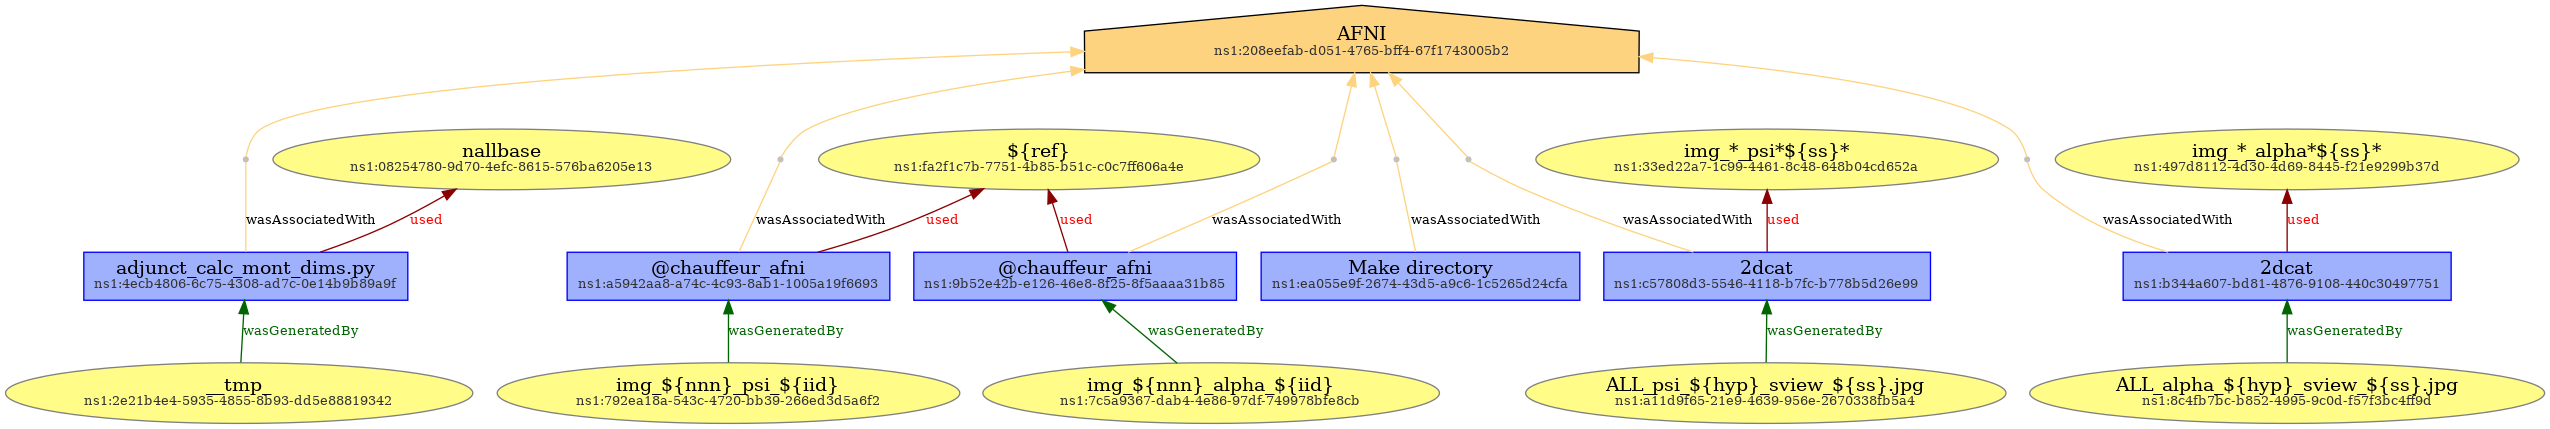 AFNI
ns1:208eefab-d051-4765-bff4-67f1743005b2
nallbase
ns1:08254780-9d70-4efc-8615-576ba6205e13
${ref}
ns1:fa2f1c7b-7751-4b85-b51c-c0c7ff606a4e
img_*_psi*${ss}*
ns1:33ed22a7-1c99-4461-8c48-648b04cd652a
img_*_alpha*${ss}*
ns1:497d8112-4d30-4d69-8445-f21e9299b37d
wasAssociatedWith
used
wasAssociatedWith
used
used
wasAssociatedWith
wasAssociatedWith
wasAssociatedWith
used
wasAssociatedWith
used
adjunct_calc_mont_dims.py
ns1:4ecb4806-6c75-4308-ad7c-0e14b9b89a9f
@chauffeur_afni
ns1:a5942aa8-a74c-4c93-8ab1-1005a19f6693
@chauffeur_afni
ns1:9b52e42b-e126-46e8-8f25-8f5aaaa31b85
Make directory
ns1:ea055e9f-2674-43d5-a9c6-1c5265d24cfa
2dcat
ns1:c57808d3-5546-4118-b7fc-b778b5d26e99
2dcat
ns1:b344a607-bd81-4876-9108-440c30497751
wasGeneratedBy
wasGeneratedBy
wasGeneratedBy
wasGeneratedBy
wasGeneratedBy
__tmp
ns1:2e21b4e4-5935-4855-8b93-dd5e88819342
img_${nnn}_psi_${iid}
ns1:792ea18a-543c-4720-bb39-266ed3d5a6f2
img_${nnn}_alpha_${iid}
ns1:7c5a9367-dab4-4e86-97df-749978bfe8cb
ALL_psi_${hyp}_sview_${ss}.jpg
ns1:a11d9f65-21e9-4639-956e-2670338fb5a4
ALL_alpha_${hyp}_sview_${ss}.jpg
ns1:8c4fb7bc-b852-4995-9c0d-f57f3bc4ff9d